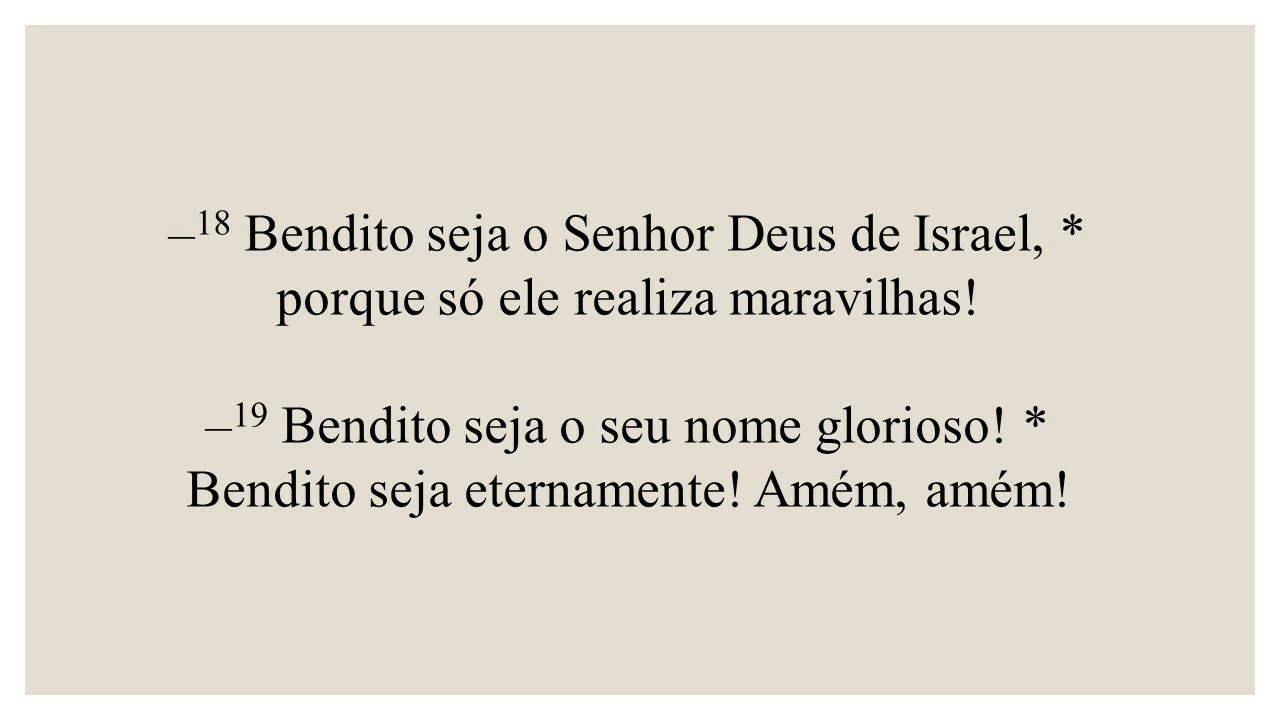 –18 Bendito seja o Senhor Deus de Israel, *
porque só ele realiza maravilhas!
–19 Bendito seja o seu nome glorioso! *
Bendito seja eternamente! Amém, amém!